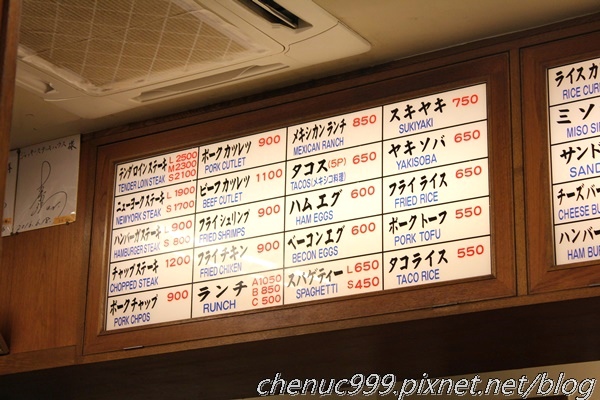 テンダロインステーキ L 2500 M 2300 S 2100
TENDER LOIN STEAK
ニューヨークステーキ L 1900 S 1700
NEWYORK STEAK
ハンバーガステーキ L 900 S 800
HAMBURGER STEAK
チャップステーキ 1200
CHOPPED STEAK
ポークチャップ 900
PORK CHPOS
ポークカッレツ 900
PORK CUTLET
ビーフカッレツ 1100
BEEF CUTLET
フライシュリンプ 900
FRIED SHRIMPS
フライチキン 900
FRIED CHIXEN
ランチ A 1050 B 850 C 500
RUNCH
メキシカンランチ 850
MEXICAN RANCH
タコス(5P) 650
TACOS(メキシコ料理)
ハムエグ 600
HAM EGGS
ベーコンエグ 600
BECON EGGS
スパゲティー L 650 S 450
SPAGHETTI
スキヤキ 750
SUKIYAKI
ヤキソバ 650
YAKISOBA
フライライス 650
FRIED RICE
ポークトーフ 550
PORK TOFU
タコライス 550
TACO RICE
ライスカ
RICE CUR
ミソ
MISO SI
サンド
SAND
チーズバー
CHEESE BU
ハンバー
HAM BU
chenuc999.pixnet.net/blog